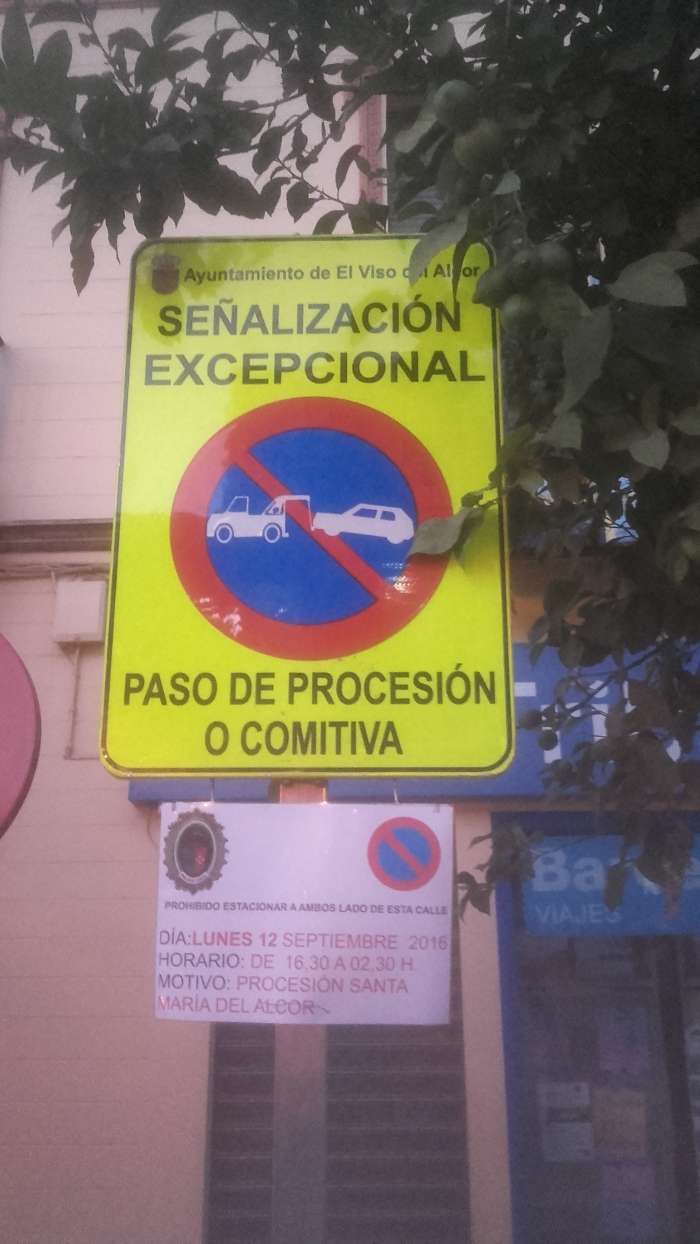 Ayuntamiento de El Viso del Alcor
SEÑALIZACIÓN
EXCEPCIONAL
PASO DE PROCESIÓN
O COMITIVA
PROHIBIDO ESTACIONAR A AMBOS LADO DE ESTA CALLE
DÍA:LUNES 12 SEPTIEMBRE 2016
HORARIO: DE 16.30 A 02,30 H
MOTIVO: PROCESIÓN SANTA
MARÍA DEL ALCOR
VIAJES